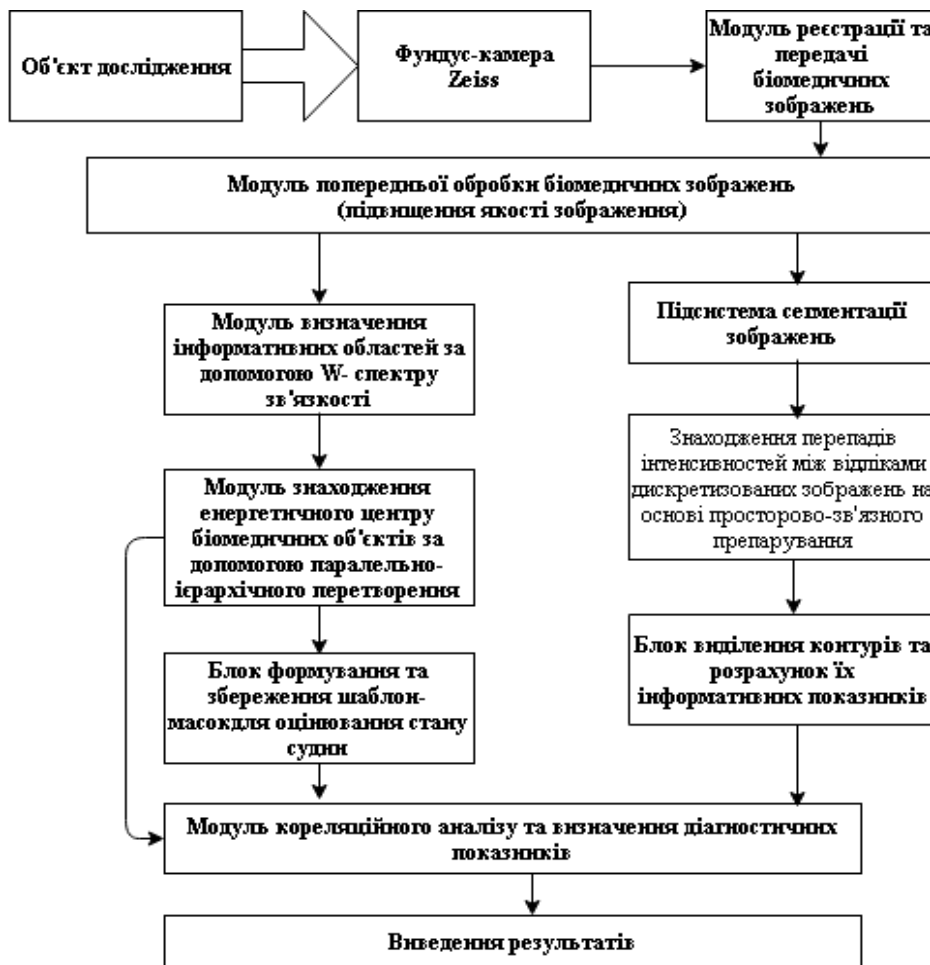 Об'єкт дослідження
Фундус-камера
Zeiss
Модуль реєстрації та
передачі
біомедичних
зображень
Модуль попередньої обробки біомедичних зображень
(підвищення якості зображення)
Модуль визначення
інформативних областей за
допомогою W- спектру
зв'язкості
Модуль знаходження
енергетичного центру
біомедичних об'єктів за
допомогою паралельно-
ієрархічного перетворення
Блок формування та
збереження шаблон-
масокдля оцінювання стану
судин
Підсистема сегментації
зображень
Знаходження перепадів
інтенсивностей між відліками
дискретизованих зображень на
основі просторово-зв'язного
препарування
Блок виділення контурів та
розрахунок їх
інформативних показників
Модуль кореляційного аналізу та визначення діагностичних
показників
Виведення результатів